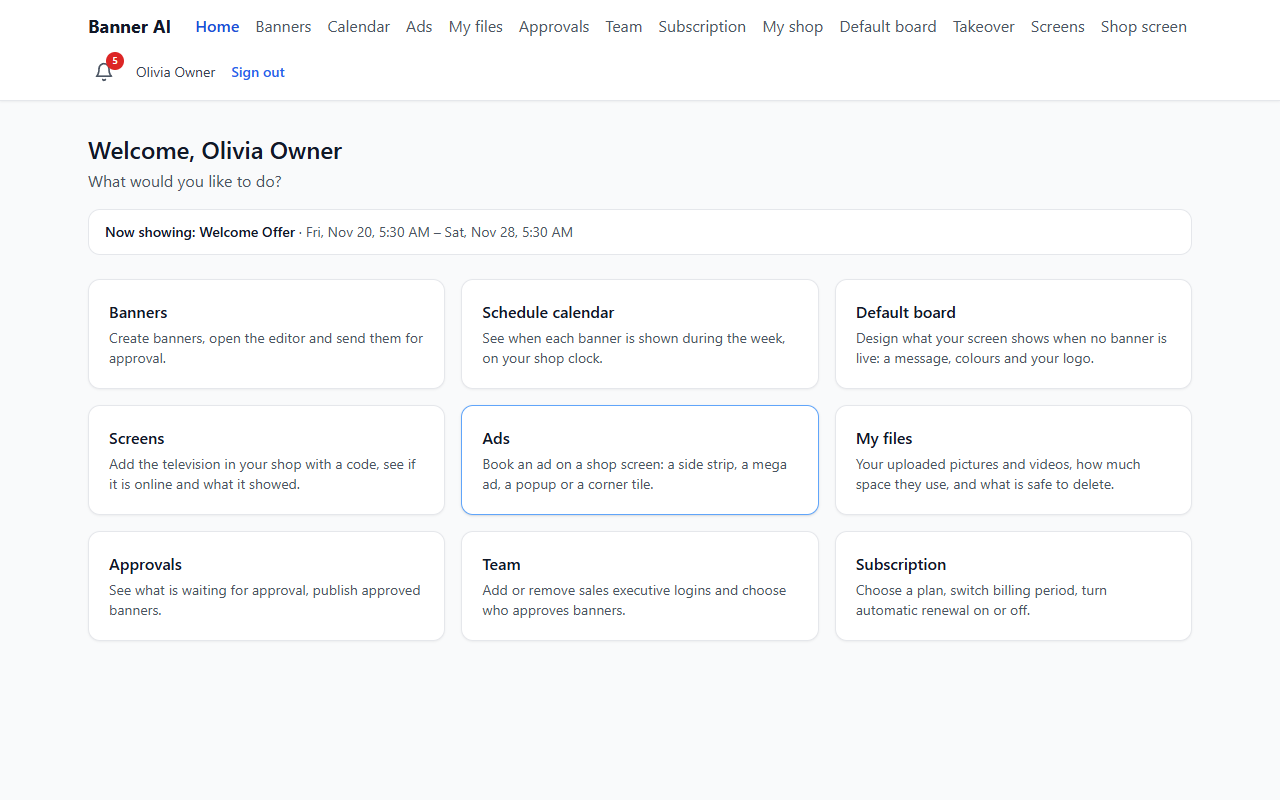 Banner AI Home Banners Calendar Ads My files Approvals Team Subscription My shop Default board Takeover Screens Shop screen
5 Olivia Owner Sign out
Welcome, Olivia Owner
What would you like to do?
Now showing: Welcome Offer · Fri, Nov 20, 5:30 AM – Sat, Nov 28, 5:30 AM
Banners
Create banners, open the editor and send them for
approval.
Schedule calendar
See when each banner is shown during the week,
on your shop clock.
Default board
Design what your screen shows when no banner is
live: a message, colours and your logo.
Screens
Add the television in your shop with a code, see if
it is online and what it showed.
Ads
Book an ad on a shop screen: a side strip, a mega
ad, a popup or a corner tile.
My files
Your uploaded pictures and videos, how much
space they use, and what is safe to delete.
Approvals
See what is waiting for approval, publish approved
banners.
Team
Add or remove sales executive logins and choose
who approves banners.
Subscription
Choose a plan, switch billing period, turn
automatic renewal on or off.